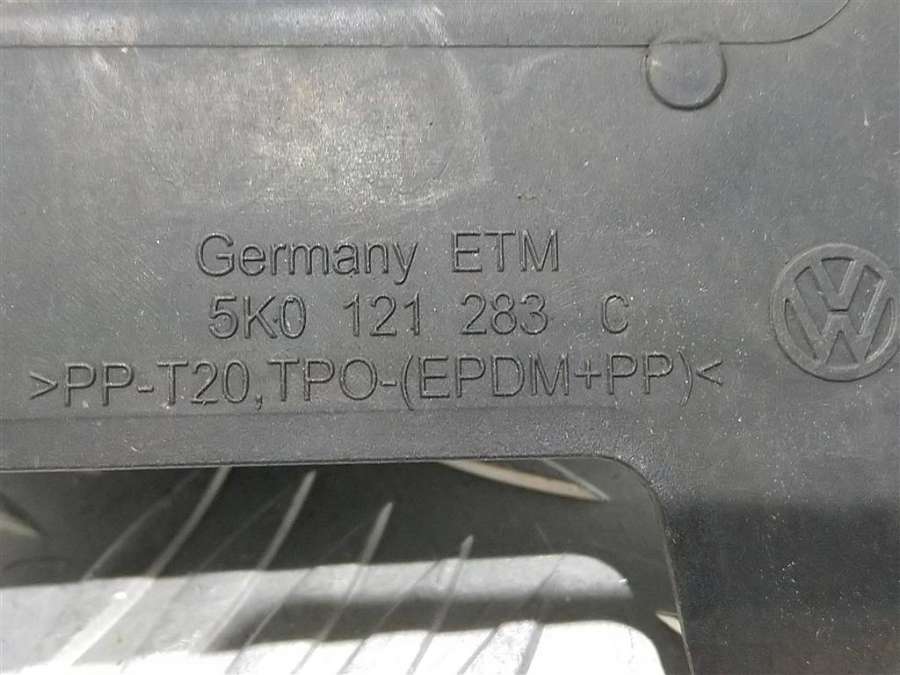 Germany ETM
5K0 121 283 C
>PP-T20,TPO-(EPDM+PP)<